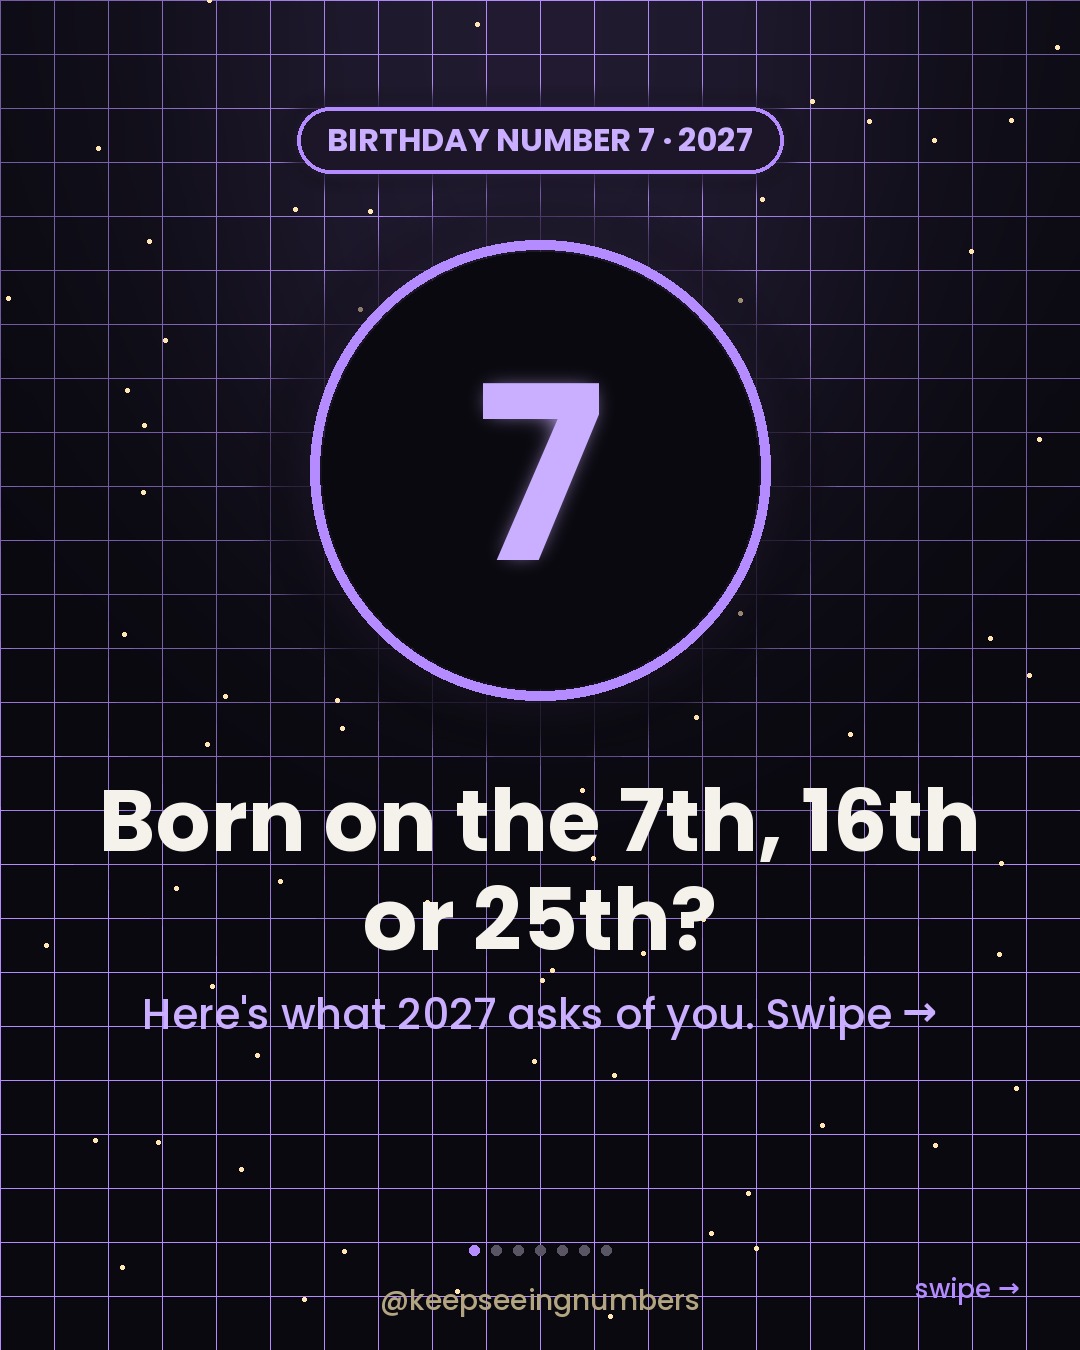 BIRTHDAY NUMBER 7 · 2027
7
Born on the 7th, 16th
or 25th?
Here's what 2027 asks of you. Swipe →
@keepseeingnumbers
swipe →